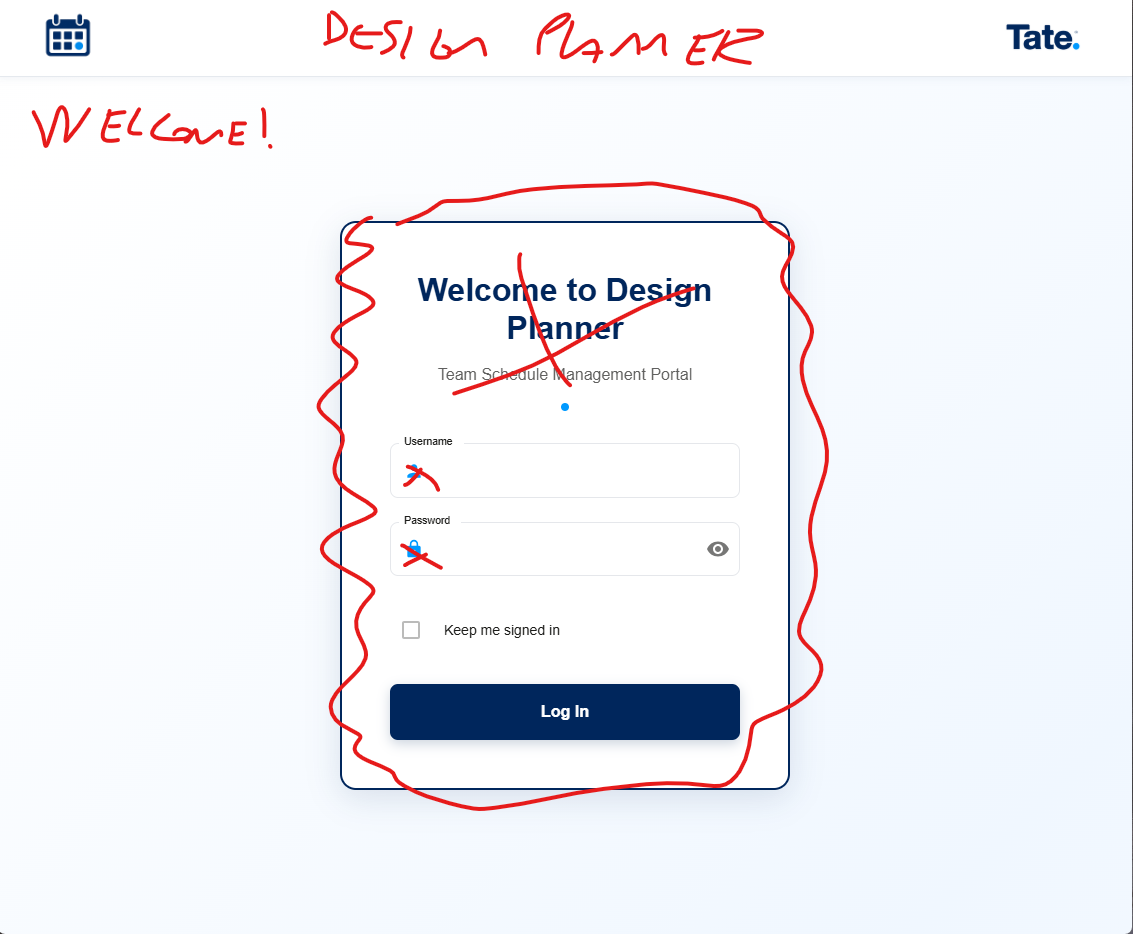 DESIGN PLANNER
Tate.
WELCOME!
Welcome to Design
Planner
Team Schedule Management Portal
Username
Password
Keep me signed in
Log In